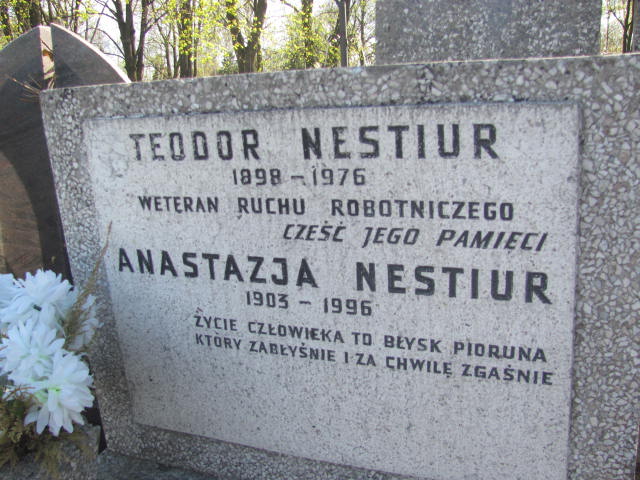 TEODOR NESTIUR
1898 - 1976
WETERAN RUCHU ROBOTNICZEGO
CZEŚĆ JEGO PAMIĘCI
ANASTAZJA NESTIUR
1903 - 1996
ŻYCIE CZŁOWIEKA TO BŁYSK PIORUNA
KTÓRY ZABŁYŚNIE I ZA CHWILĘ ZGAŚNIE